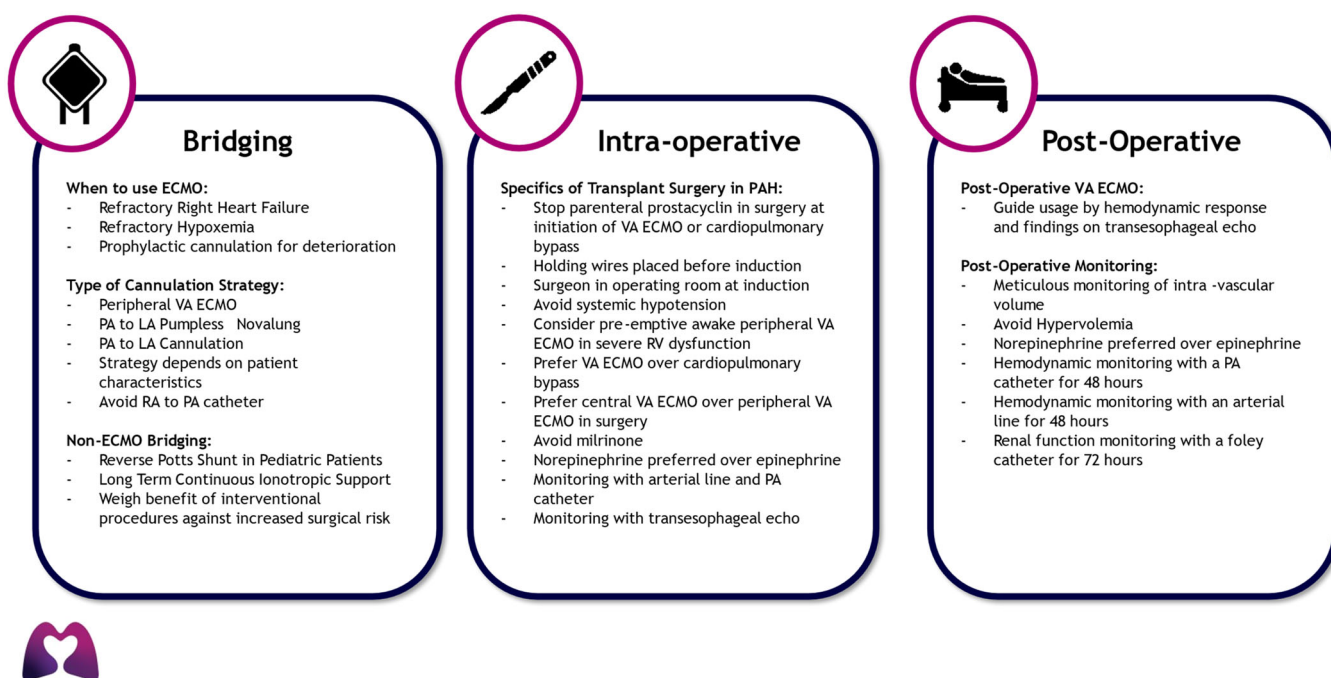 Bridging
When to use ECMO:
- Refractory Right Heart Failure
- Refractory Hypoxemia
- Prophylactic cannulation for deterioration
Type of Cannulation Strategy:
- Peripheral VA ECMO
- PA to LA Pumpless Novalung
- PA to LA Cannulation
- Strategy depends on patient
characteristics
- Avoid RA to PA catheter
Non-ECMO Bridging:
- Reverse Potts Shunt in Pediatric Patients
- Long Term Continuous Ionotropic Support
- Weigh benefit of interventional
procedures against increased surgical risk
Intra-operative
Specifics of Transplant Surgery in PAH:
- Stop parenteral prostacyclin in surgery at
initiation of VA ECMO or cardiopulmonary
bypass
- Holding wires placed before induction
- Surgeon in operating room at induction
- Avoid systemic hypotension
- Consider pre-emptive awake peripheral VA
ECMO in severe RV dysfunction
- Prefer VA ECMO over cardiopulmonary
bypass
- Prefer central VA ECMO over peripheral VA
ECMO in surgery
- Avoid milrinone
- Norepinephrine preferred over epinephrine
- Monitoring with arterial line and PA
catheter
- Monitoring with transesophageal echo
Post-Operative
Post-Operative VA ECMO:
- Guide usage by hemodynamic response
and findings on transesophageal echo
Post-Operative Monitoring:
- Meticulous monitoring of intra -vascular
volume
- Avoid Hypervolemia
- Norepinephrine preferred over epinephrine
- Hemodynamic monitoring with a PA
catheter for 48 hours
- Hemodynamic monitoring with an arterial
line for 48 hours
- Renal function monitoring with a foley
catheter for 72 hours